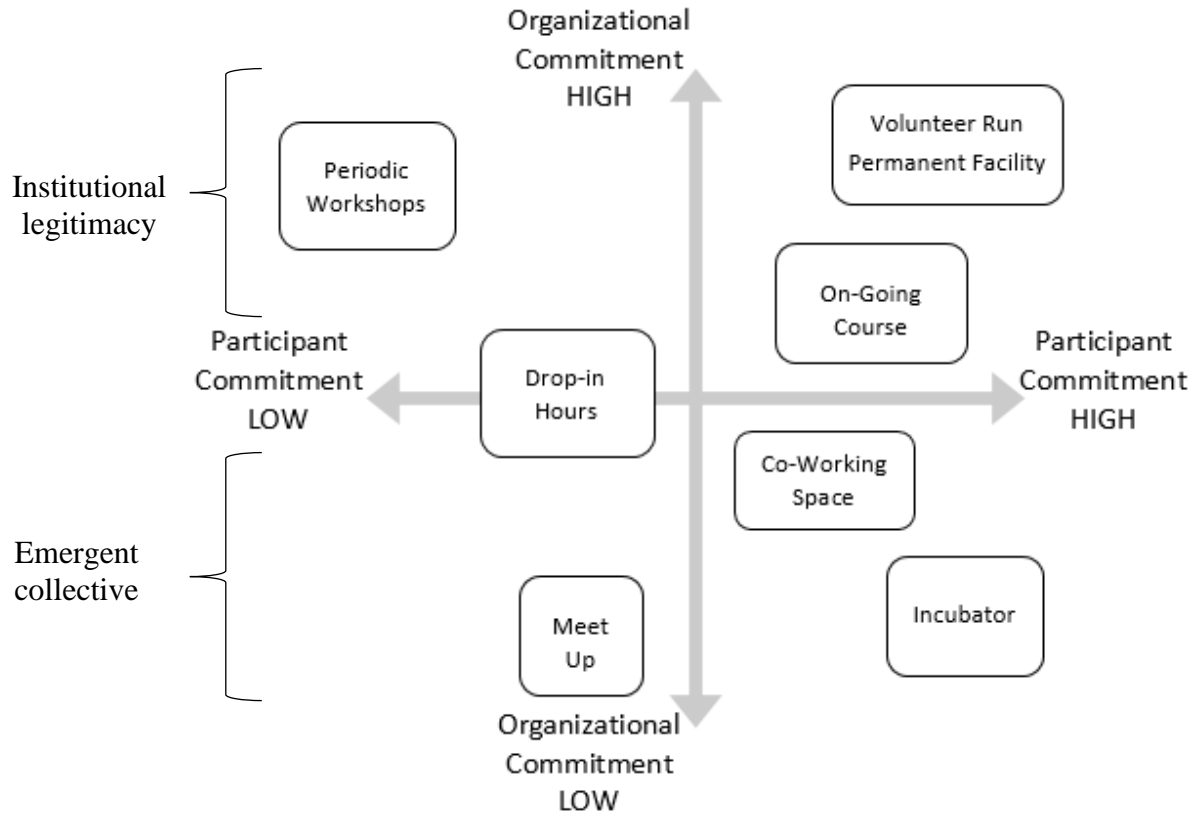 Organizational
Commitment
HIGH
Volunteer Run
Permanent Facility
Periodic
Workshops
Institutional
legitimacy
On-Going
Course
Participant
Commitment
LOW
Drop-in
Hours
Participant
Commitment
HIGH
Co-Working
Space
Emergent
collective
Meet
Up
Incubator
Organizational
Commitment
LOW